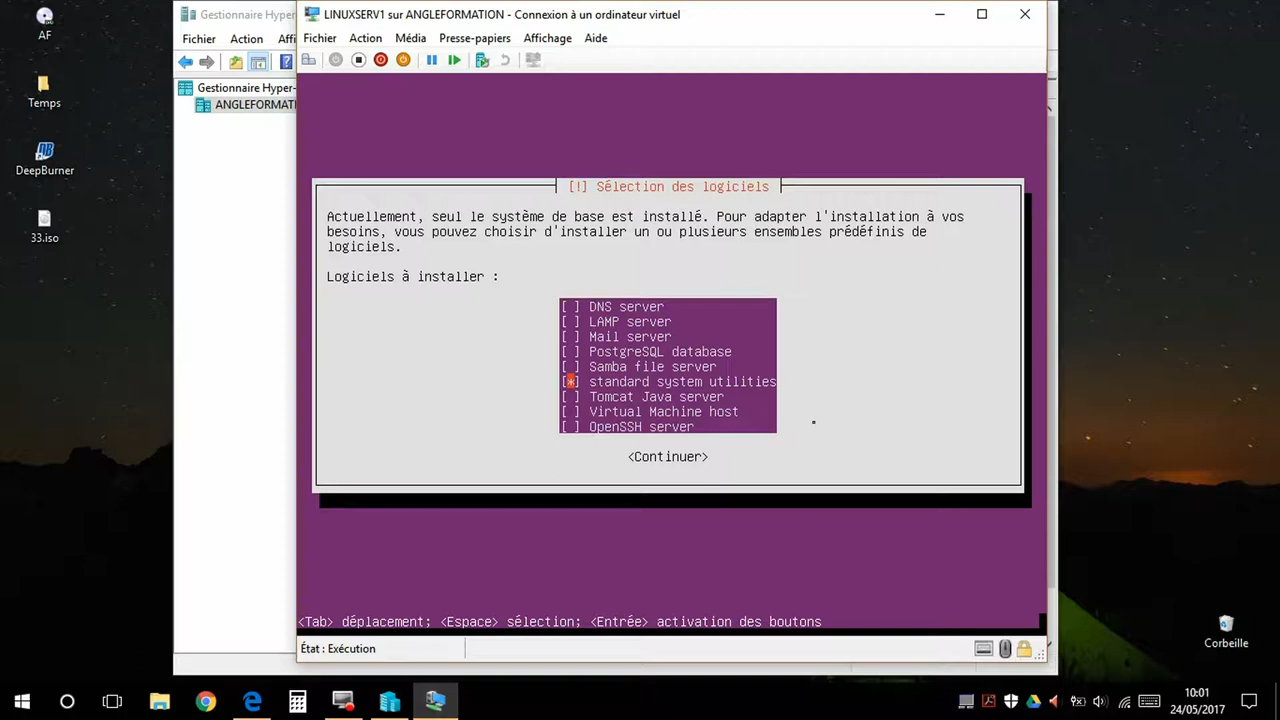 AF
Temps
DeepBurner
33.iso
Gestionnaire Hyper-
Fichier Action Affi
Gestionnaire Hyper-
ANGLEFORMATI
LINUXSERV1 sur ANGLEFORMATION - Connexion à un ordinateur virtuel
Fichier Action Média Presse-papiers Affichage Aide
[!] Sélection des logiciels
Actuellement, seul le système de base est installé. Pour adapter l'installation à vos
besoins, vous pouvez choisir d'installer un ou plusieurs ensembles prédéfinis de
logiciels.
Logiciels à installer :
[ ] DNS server
[ ] LAMP server
[ ] Mail server
[ ] PostgreSQL database
[ ] Samba file server
[*] standard system utilities
[ ] Tomcat Java server
[ ] Virtual Machine host
[ ] OpenSSH server
<Continuer>
<Tab> déplacement; <Espace> sélection; <Entrée> activation des boutons
État : Exécution
Corbeille
10:01
24/05/2017